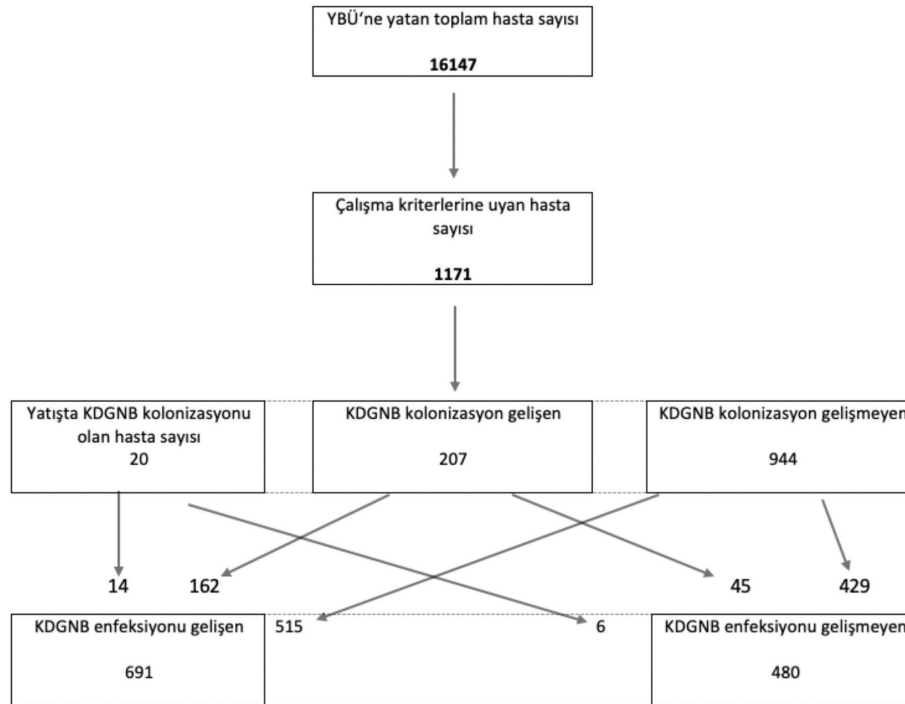 YBÜ‘ne yatan toplam hasta sayısı
16147
Çalışma kriterlerine uyan hasta
sayısı
1171
Yatışta KDGNB kolonizasyonu
olan hasta sayısı
20
KDGNB kolonizasyon gelişen
207
KDGNB kolonizasyon gelişmeyen
944
14
162
45
429
KDGNB enfeksiyonu gelişen
691
515
6
KDGNB enfeksiyonu gelişmeyen
480